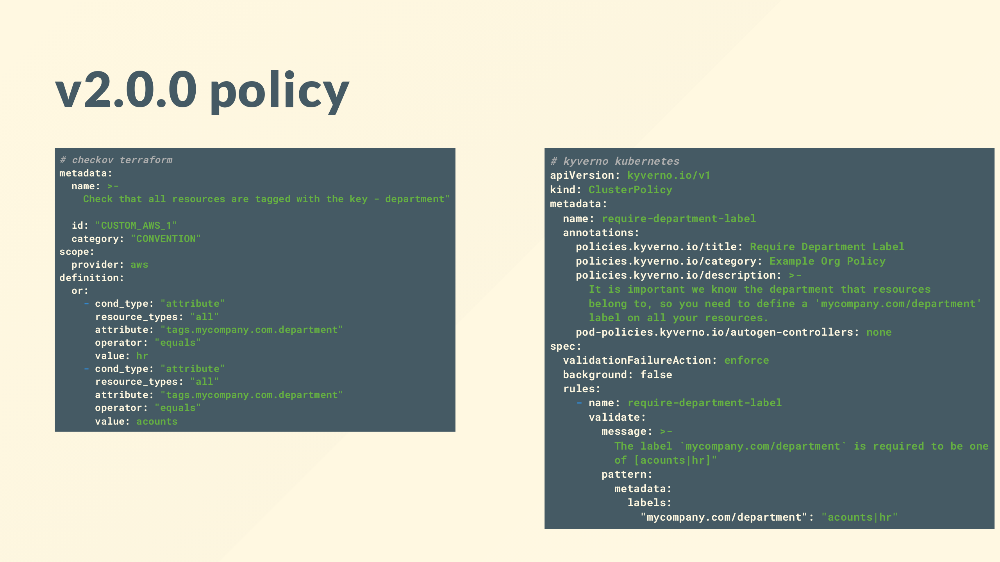 v2.0.0 policy
# checkov terraform
metadata:
  name: >-
    Check that all resources are tagged with the key - department"

  id: "CUSTOM_AWS_1"
  category: "CONVENTION"
scope:
  provider: aws
definition:
  or:
    - cond_type: "attribute"
      resource_types: "all"
      attribute: "tags.mycompany.com.department"
      operator: "equals"
      value: hr
    - cond_type: "attribute"
      resource_types: "all"
      attribute: "tags.mycompany.com.department"
      operator: "equals"
      value: acounts
# kyverno kubernetes
apiVersion: kyverno.io/v1
kind: ClusterPolicy
metadata:
  name: require-department-label
  annotations:
    policies.kyverno.io/title: Require Department Label
    policies.kyverno.io/category: Example Org Policy
    policies.kyverno.io/description: >-
      It is important we know the department that resources
      belong to, so you need to define a 'mycompany.com/department'
      label on all your resources.
    pod-policies.kyverno.io/autogen-controllers: none
spec:
  validationFailureAction: enforce
  background: false
  rules:
    - name: require-department-label
      validate:
        message: >-
          The label `mycompany.com/department` is required to be one
          of [acounts|hr]"
        pattern:
          metadata:
            labels:
              "mycompany.com/department": "acounts|hr"